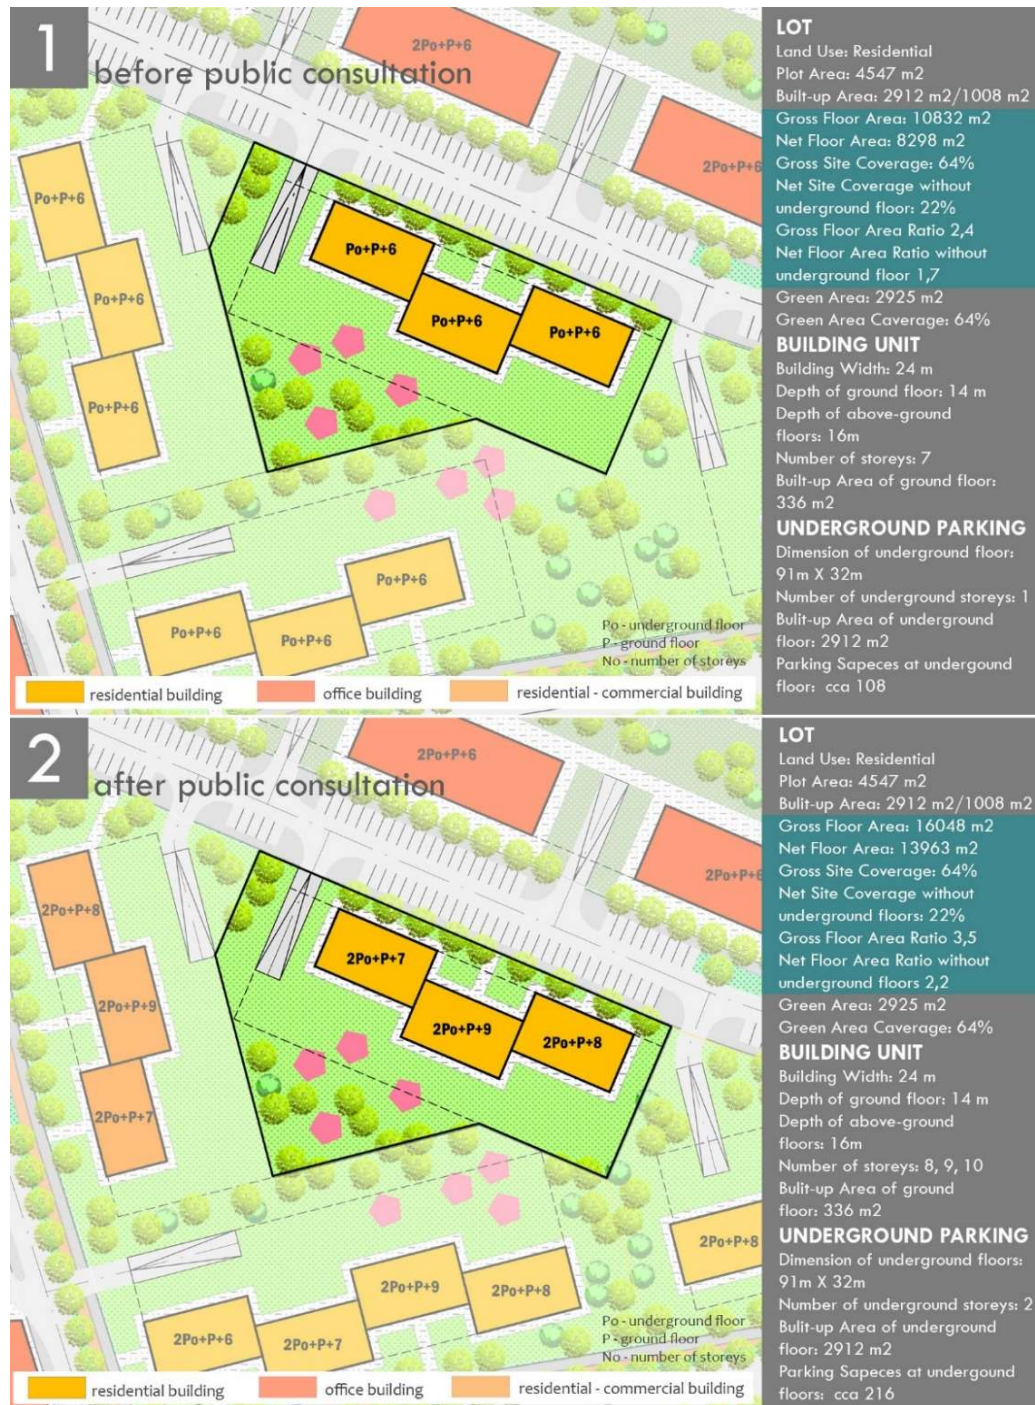 1
before public consultation
2Po+P+6
2Po+P+6
Po+P+6
Po+P+6
Po+P+6
Po+P+6
Po+P+6
Po+P+6
Po+P+6
Po+P+6
Po+P+6
Po - underground floor
P - ground floor
No - number of storeys
residential building
office building
residential - commercial building
LOT
Land Use: Residential
Plot Area: 4547 m2
Built-up Area: 2912 m2/1008 m2
Gross Floor Area: 10832 m2
Net Floor Area: 8298 m2
Gross Site Coverage: 64%
Net Site Coverage without
underground floor: 22%
Gross Floor Area Ratio 2,4
Net Floor Area Ratio without
underground floor 1,7
Green Area: 2925 m2
Green Area Caverage: 64%
BUILDING UNIT
Building Width: 24 m
Depth of ground floor: 14 m
Depth of above-ground
floors: 16m
Number of storeys: 7
Built-up Area of ground floor:
336 m2
UNDERGROUND PARKING
Dimension of underground floor:
91m X 32m
Number of underground storeys: 1
Bulit-up Area of underground
floor: 2912 m2
Parking Sapeces at undergound
floor: cca 108
2
after public consultation
2Po+P+6
2Po+P+6
2Po+P+8
2Po+P+9
2Po+P+7
2Po+P+7
2Po+P+9
2Po+P+8
2Po+P+8
2Po+P+9
2Po+P+8
2Po+P+6
2Po+P+7
Po - underground floor
P - ground floor
No - number of storeys
residential building
office building
residential - commercial building
LOT
Land Use: Residential
Plot Area: 4547 m2
Bulit-up Area: 2912 m2/1008 m2
Gross Floor Area: 16048 m2
Net Floor Area: 13963 m2
Gross Site Coverage: 64%
Net Site Coverage without
underground floors: 22%
Gross Floor Area Ratio 3,5
Net Floor Area Ratio without
underground floors 2,2
Green Area: 2925 m2
Green Area Caverage: 64%
BUILDING UNIT
Building Width: 24 m
Depth of ground floor: 14 m
Depth of above-ground
floors: 16m
Number of storeys: 8, 9, 10
Bulit-up Area of ground
floor: 336 m2
UNDERGROUND PARKING
Dimension of underground floors:
91m X 32m
Number of underground storeys: 2
Bulit-up Area of underground
floor: 2912 m2
Parking Sapeces at undergound
floors: cca 216